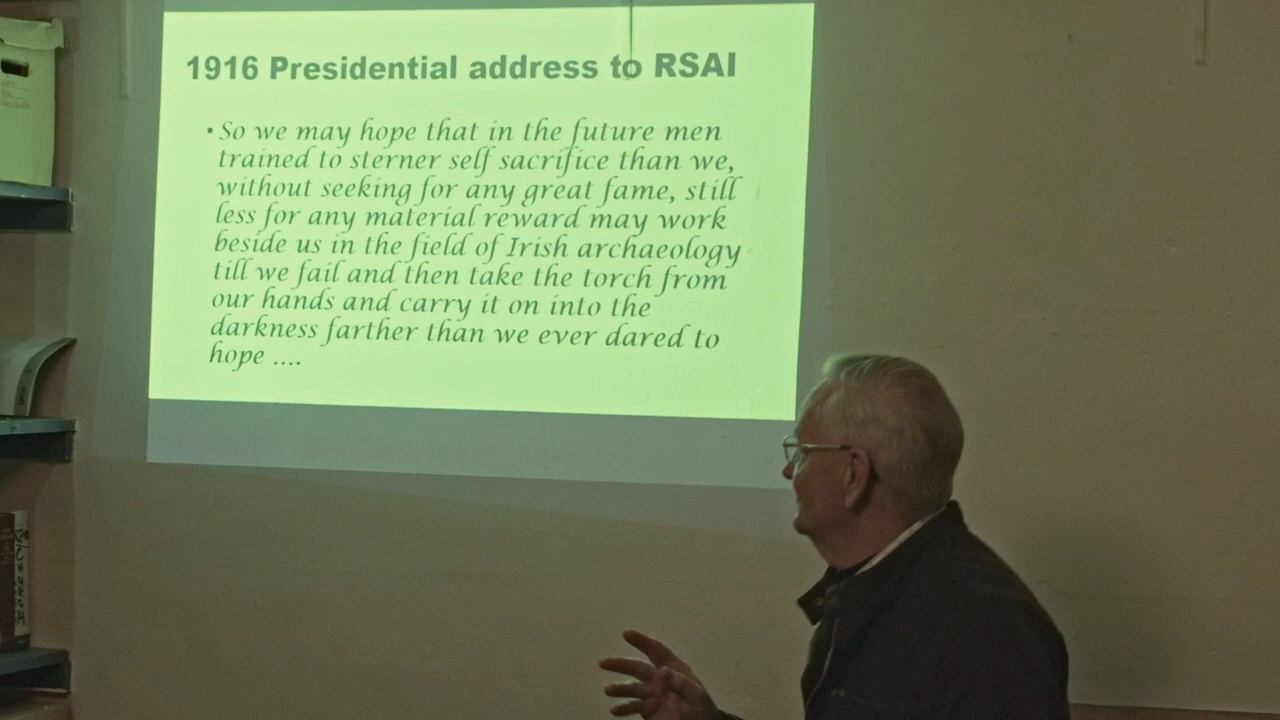 1916 Presidential address to RSAI
• So we may hope that in the future men
trained to sterner self sacrifice than we,
without seeking for any great fame, still
less for any material reward may work
beside us in the field of Irish archaeology
till we fail and then take the torch from
our hands and carry it on into the
darkness farther than we ever dared to
hope ....
CHURCH